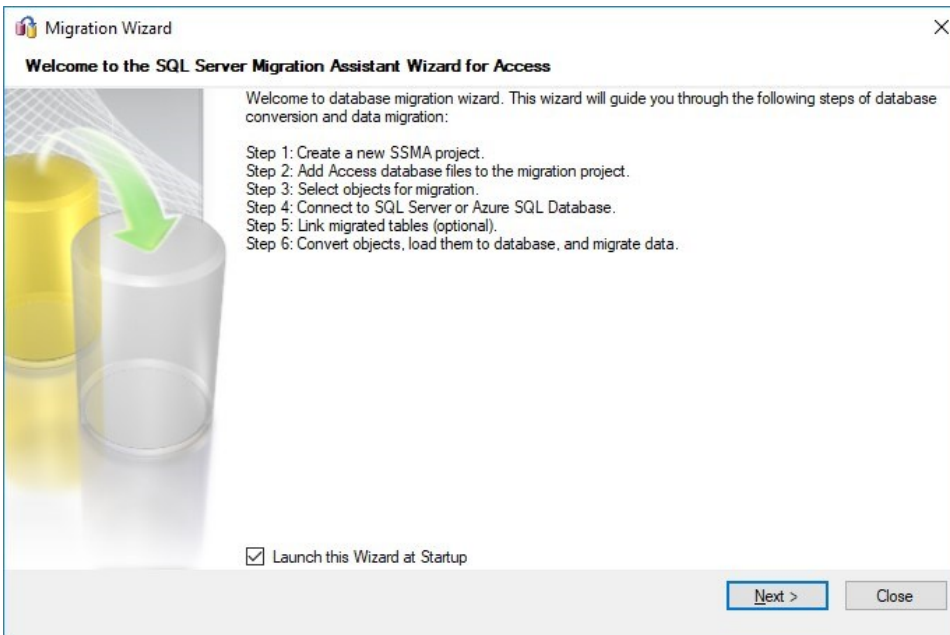 Migration Wizard
Welcome to the SQL Server Migration Assistant Wizard for Access
Welcome to database migration wizard. This wizard will guide you through the following steps of database
conversion and data migration:
Step 1: Create a new SSMA project.
Step 2: Add Access database files to the migration project.
Step 3: Select objects for migration.
Step 4: Connect to SQL Server or Azure SQL Database.
Step 5: Link migrated tables (optional).
Step 6: Convert objects, load them to database, and migrate data.
Launch this Wizard at Startup
Next > Close